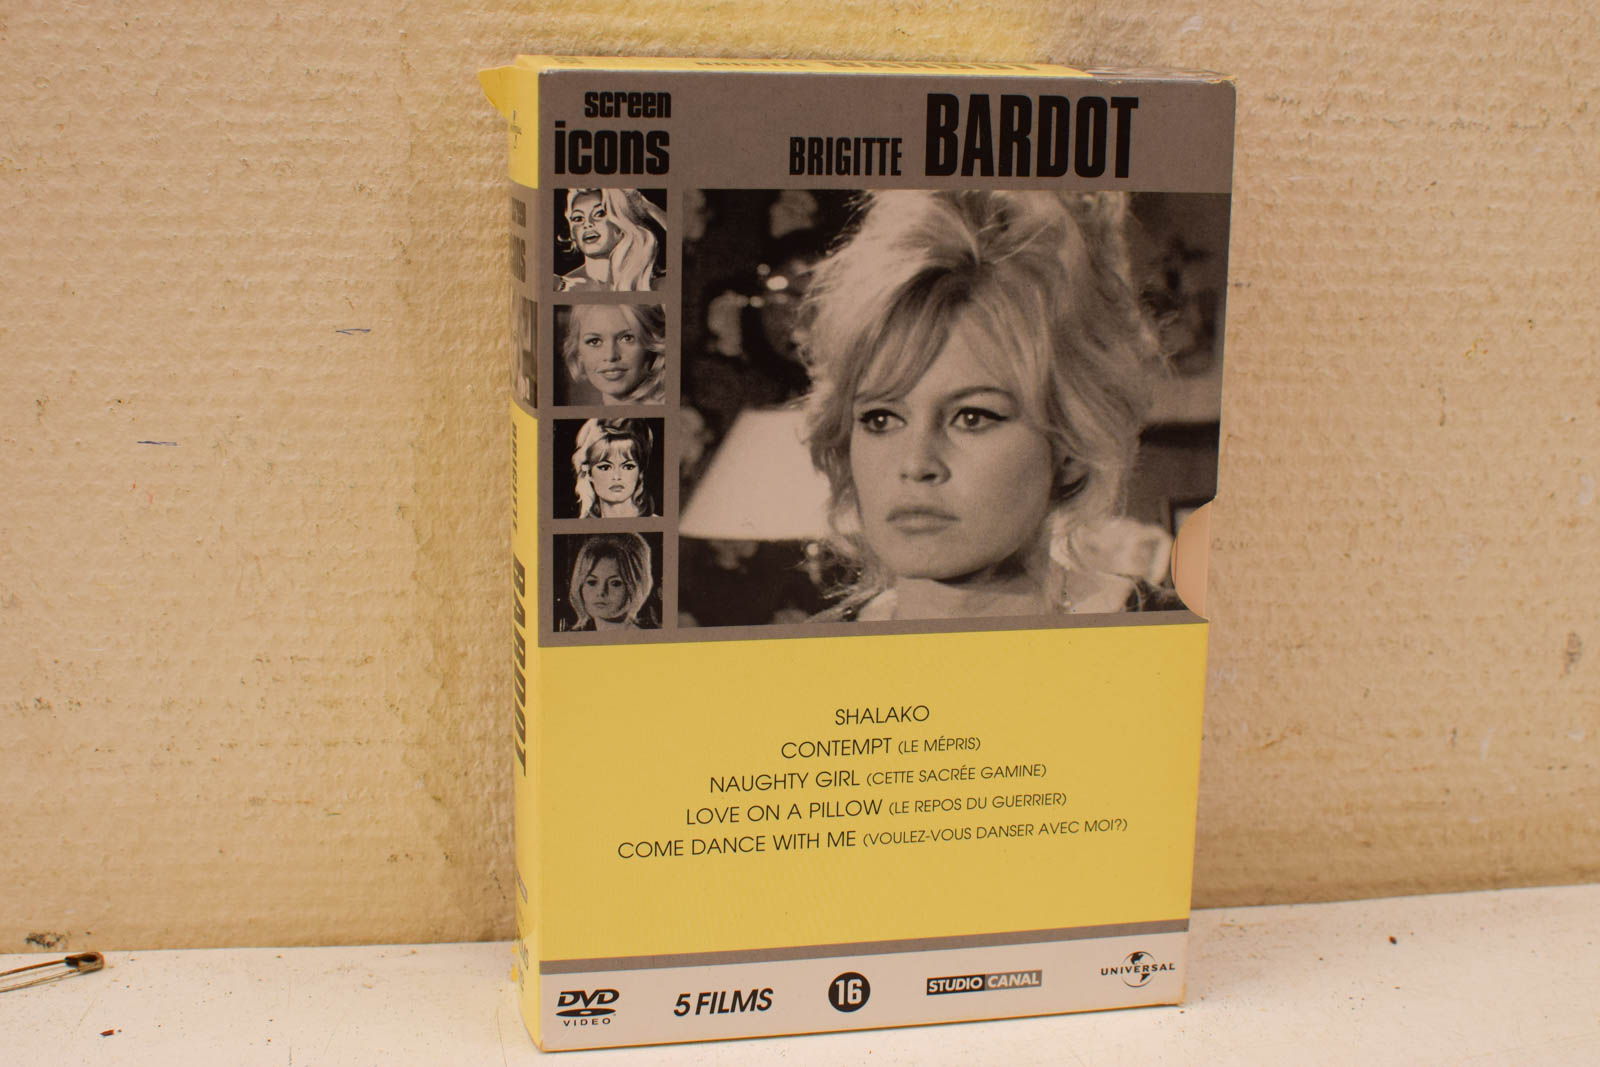 screen
icons
BRIGITTE BARDOT
SHALAKO
CONTEMPT (LE MÉPRIS)
NAUGHTY GIRL (CETTE SACRÉE GAMINE)
LOVE ON A PILLOW (LE REPOS DU GUERRIER)
COME DANCE WITH ME (VOULEZ-VOUS DANSER AVEC MOI?)
DVD
VIDEO
5 FILMS
16
STUDIO CANAL
UNIVERSAL
screen
icons
BRIGITTE BARDOT